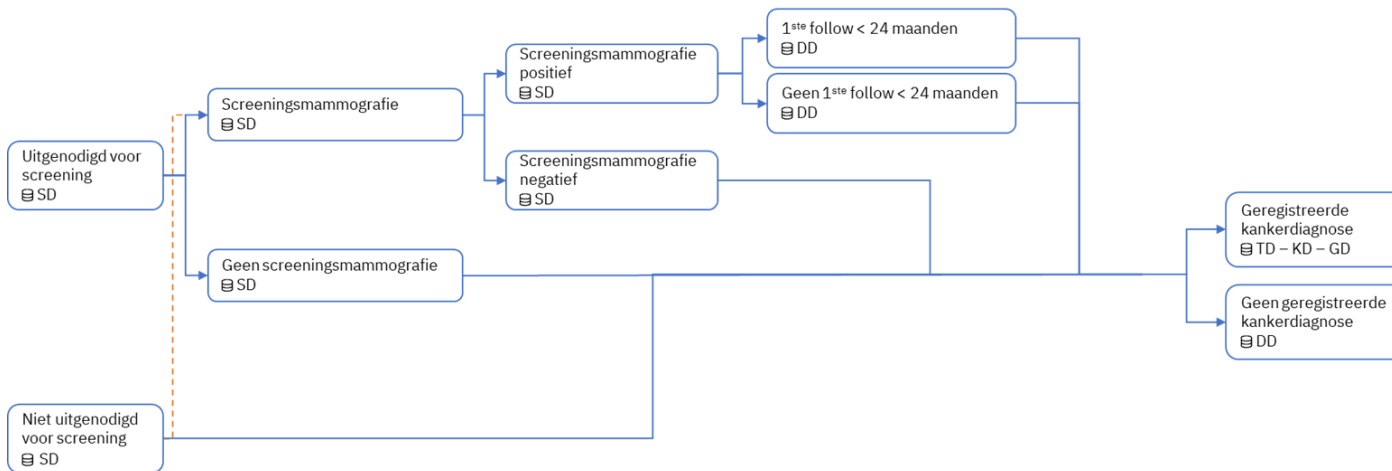 Uitgenodigd voor
screening
SD
Niet uitgenodigd
voor screening
SD
Screeningsmammografie
SD
Geen screeningsmammografie
SD
Screeningsmammografie
positief
SD
Screeningsmammografie
negatief
SD
1ste follow < 24 maanden
DD
Geen 1ste follow < 24 maanden
DD
Geregistreerde
kankerdiagnose
TD – KD – GD
Geen geregistreerde
kankerdiagnose
DD